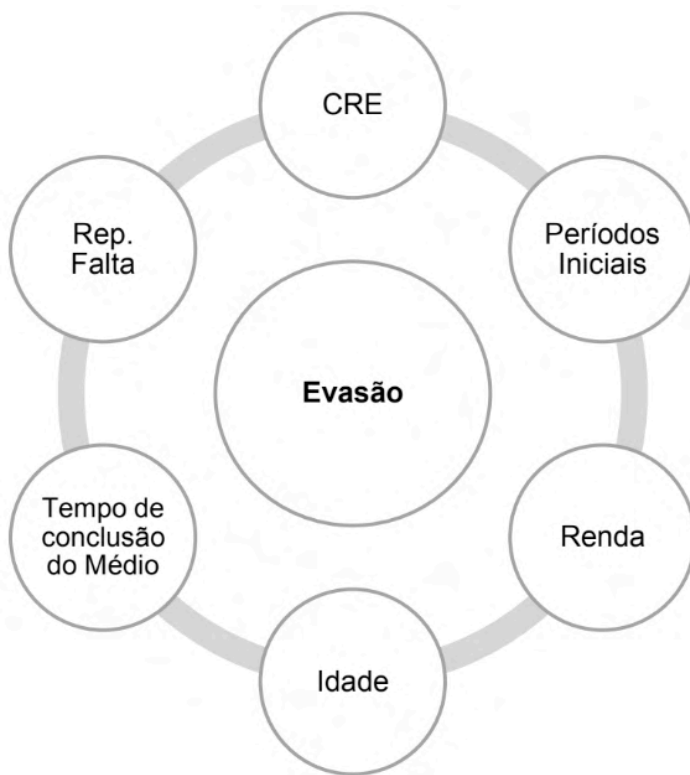 CRE
Rep.
Falta
Períodos
Iniciais
Evasão
Tempo de
conclusão
do Médio
Renda
Idade